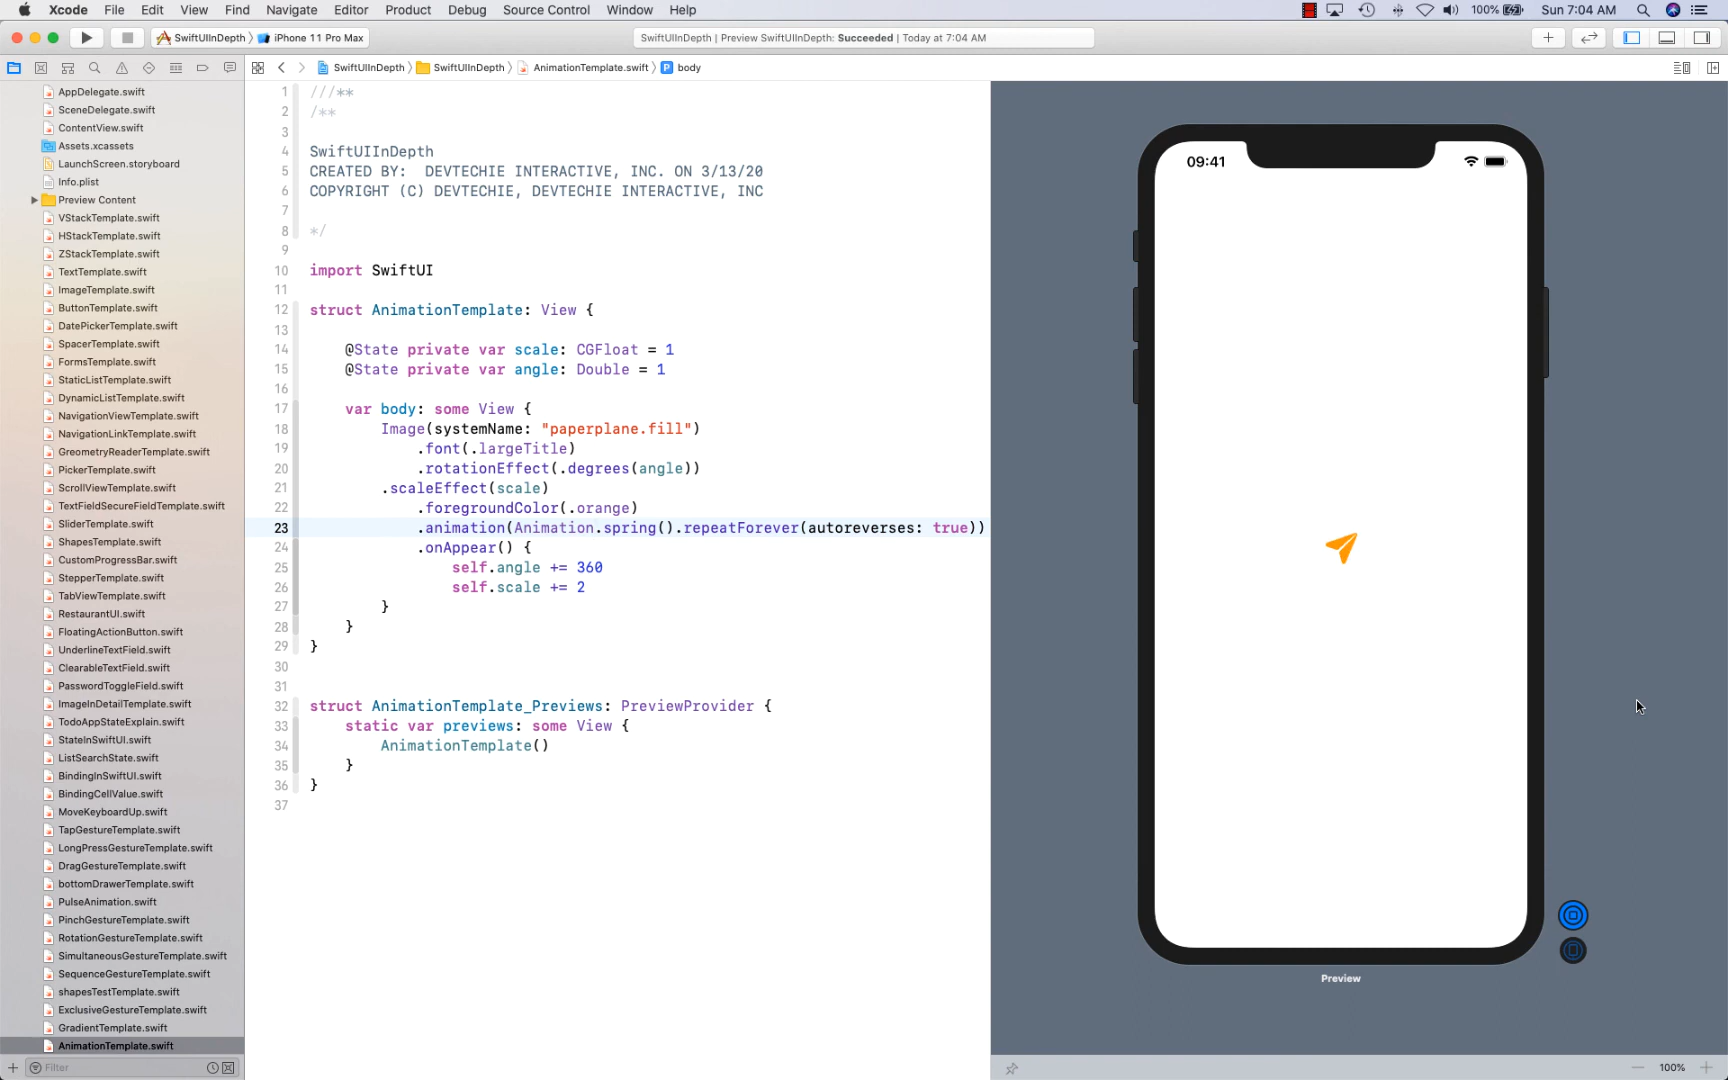 Xcode File Edit View Find Navigate Editor Product Debug Source Control Window Help 100% Sun 7:04 AM
SwiftUIInDepth iPhone 11 Pro Max SwiftUIInDepth | Preview SwiftUIInDepth: Succeeded | Today at 7:04 AM
SwiftUIInDepth SwiftUIInDepth AnimationTemplate.swift P body
AppDelegate.swift
SceneDelegate.swift
ContentView.swift
Assets.xcassets
LaunchScreen.storyboard
Info.plist
Preview Content
VStackTemplate.swift
HStackTemplate.swift
ZStackTemplate.swift
TextTemplate.swift
ImageTemplate.swift
ButtonTemplate.swift
DatePickerTemplate.swift
SpacerTemplate.swift
FormsTemplate.swift
StaticListTemplate.swift
DynamicListTemplate.swift
NavigationViewTemplate.swift
NavigationLinkTemplate.swift
GreometryReaderTemplate.swift
PickerTemplate.swift
ScrollViewTemplate.swift
TextFieldSecureFieldTemplate.swift
SliderTemplate.swift
ShapesTemplate.swift
CustomProgressBar.swift
StepperTemplate.swift
TabViewTemplate.swift
RestaurantUI.swift
FloatingActionButton.swift
UnderlineTextField.swift
ClearableTextField.swift
PasswordToggleField.swift
ImageInDetailTemplate.swift
TodoAppStateExplain.swift
StateInSwiftUI.swift
ListSearchState.swift
BindingInSwiftUI.swift
BindingCellValue.swift
MoveKeyboardUp.swift
TapGestureTemplate.swift
LongPressGestureTemplate.swift
DragGestureTemplate.swift
bottomDrawerTemplate.swift
PulseAnimation.swift
PinchGestureTemplate.swift
RotationGestureTemplate.swift
SimultaneousGestureTemplate.swift
SequenceGestureTemplate.swift
shapesTestTemplate.swift
ExclusiveGestureTemplate.swift
GradientTemplate.swift
AnimationTemplate.swift
Filter
1 ///**
2 /**
3
4 SwiftUIInDepth
5 CREATED BY:  DEVTECHIE INTERACTIVE, INC. ON 3/13/20
6 COPYRIGHT (C) DEVTECHIE, DEVTECHIE INTERACTIVE, INC
7
8 */
9
10 import SwiftUI
11
12 struct AnimationTemplate: View {
13
14     @State private var scale: CGFloat = 1
15     @State private var angle: Double = 1
16
17     var body: some View {
18         Image(systemName: "paperplane.fill")
19             .font(.largeTitle)
20             .rotationEffect(.degrees(angle))
21         .scaleEffect(scale)
22             .foregroundColor(.orange)
23             .animation(Animation.spring().repeatForever(autoreverses: true))
24             .onAppear() {
25                 self.angle += 360
26                 self.scale += 2
27         }
28     }
29 }
30
31
32 struct AnimationTemplate_Previews: PreviewProvider {
33     static var previews: some View {
34         AnimationTemplate()
35     }
36 }
37
09:41
Preview
100%